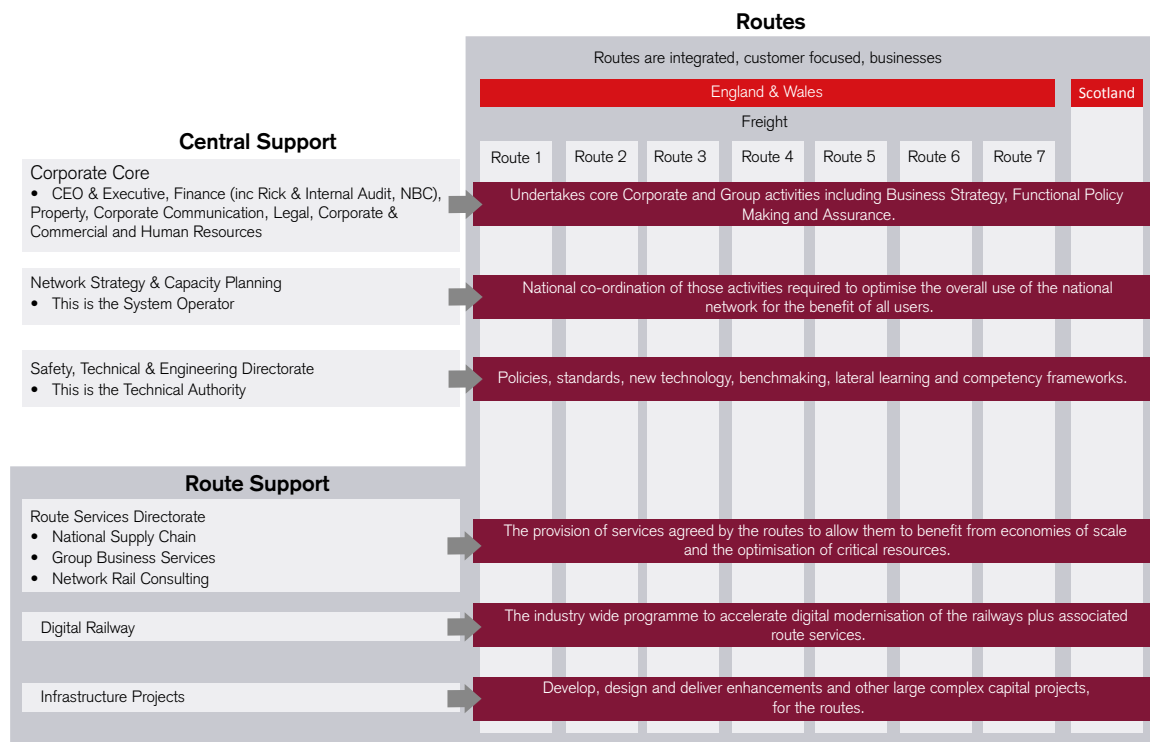 Routes
Routes are integrated, customer focused, businesses
England & Wales
Scotland
Freight
Route 1
Route 2
Route 3
Route 4
Route 5
Route 6
Route 7
Central Support
Corporate Core
• CEO & Executive, Finance (inc Rick & Internal Audit, NBC),
Property, Corporate Communication, Legal, Corporate &
Commercial and Human Resources
Undertakes core Corporate and Group activities including Business Strategy, Functional Policy
Making and Assurance.
Network Strategy & Capacity Planning
• This is the System Operator
National co-ordination of those activities required to optimise the overall use of the national
network for the benefit of all users.
Safety, Technical & Engineering Directorate
• This is the Technical Authority
Policies, standards, new technology, benchmaking, lateral learning and competency frameworks.
Route Support
Route Services Directorate
• National Supply Chain
• Group Business Services
• Network Rail Consulting
The provision of services agreed by the routes to allow them to benefit from economies of scale
and the optimisation of critical resources.
Digital Railway
The industry wide programme to accelerate digital modernisation of the railways plus associated
route services.
Infrastructure Projects
Develop, design and deliver enhancements and other large complex capital projects,
for the routes.